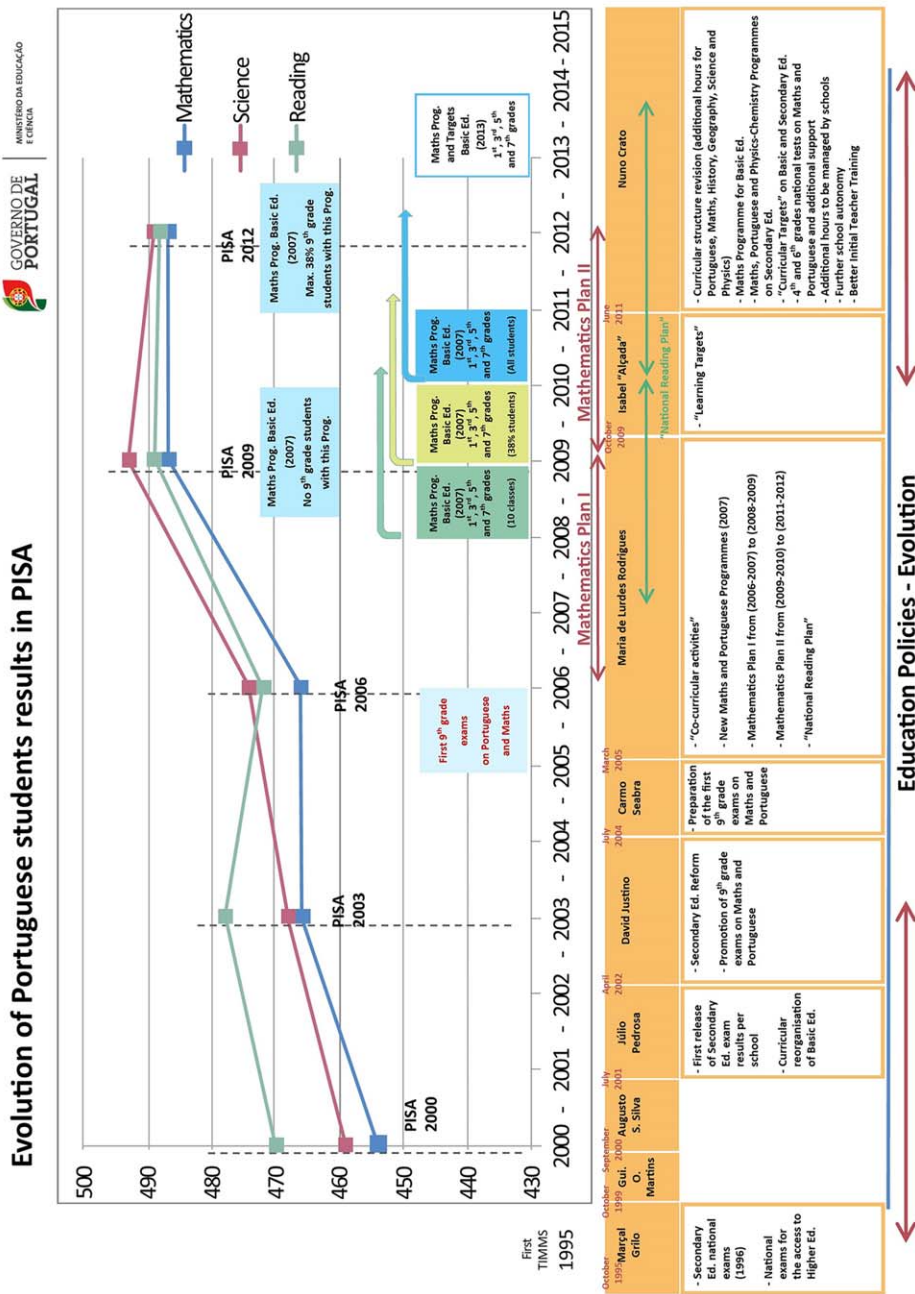 Evolution of Portuguese students results in PISA
GOVERNO DE
PORTUGAL
MINISTÉRIO DA EDUCAÇÃO
E CIÊNCIA
500
490
480
470
460
450
440
430
Mathematics
Science
Reading
PISA
2000
PISA
2003
PISA
2006
PISA
2009
PISA
2012
First 9th grade
exams
on Portuguese
and Maths
Maths Prog. Basic Ed.
(2007)
No 9th grade students
with this Prog.
Maths Prog. Basic Ed.
(2007)
Max. 38% 9th grade
students with this Prog.
Maths Prog.
Basic Ed.
(2007)
1st, 3rd, 5th
and 7th grades
(10 classes)
Maths Prog.
Basic Ed.
(2007)
1st, 3rd, 5th
and 7th grades
(38% students)
Maths Prog.
Basic Ed.
(2007)
1st, 3rd, 5th
and 7th grades
(All students)
Maths Prog.
and Targets
Basic Ed.
(2013)
1st, 3rd, 5th
and 7th grades
First
TIMMS
1995
2000 - 2001 - 2002 - 2003 - 2004 - 2005 - 2006 - 2007 - 2008 - 2009 - 2010 - 2011 - 2012 - 2013 - 2014 - 2015
Mathematics Plan I
Mathematics Plan II
"National Reading Plan"
October
1995
Marçal
Grilo
- Secondary
Ed. national
exams
(1996)
- National
exams for
the access to
Higher Ed.
October
1999
Gui.
O.
Martins
September
2000
Augusto
S. Silva
July
2001
Júlio
Pedrosa
- First release
of Secondary
Ed. exam
results per
school
- Curricular
reorganisation
of Basic Ed.
April
2002
David Justino
- Secondary Ed. Reform
- Promotion of 9th grade
exams on Maths and
Portuguese
July
2004
Carmo
Seabra
- Preparation
of the first
9th grade
exams on
Maths and
Portuguese
March
2005
Maria de Lurdes Rodrigues
- "Co-curricular activities"
- New Maths and Portuguese Programmes (2007)
- Mathematics Plan I from (2006-2007) to (2008-2009)
- Mathematics Plan II from (2009-2010) to (2011-2012)
- "National Reading Plan"
October
2009
Isabel "Alçada"
- "Learning Targets"
June
2011
Nuno Crato
- Curricular structure revision (additional hours for
Portuguese, Maths, History, Geography, Science and
Physics)
- Maths Programme for Basic Ed.
- Maths, Portuguese and Physics-Chemistry Programmes
on Secondary Ed.
- "Curricular Targets" on Basic and Secondary Ed.
- 4th and 6th grades national tests on Maths and
Portuguese and additional support
- Additional hours to be managed by schools
- Further school autonomy
- Better Initial Teacher Training
Education Policies - Evolution